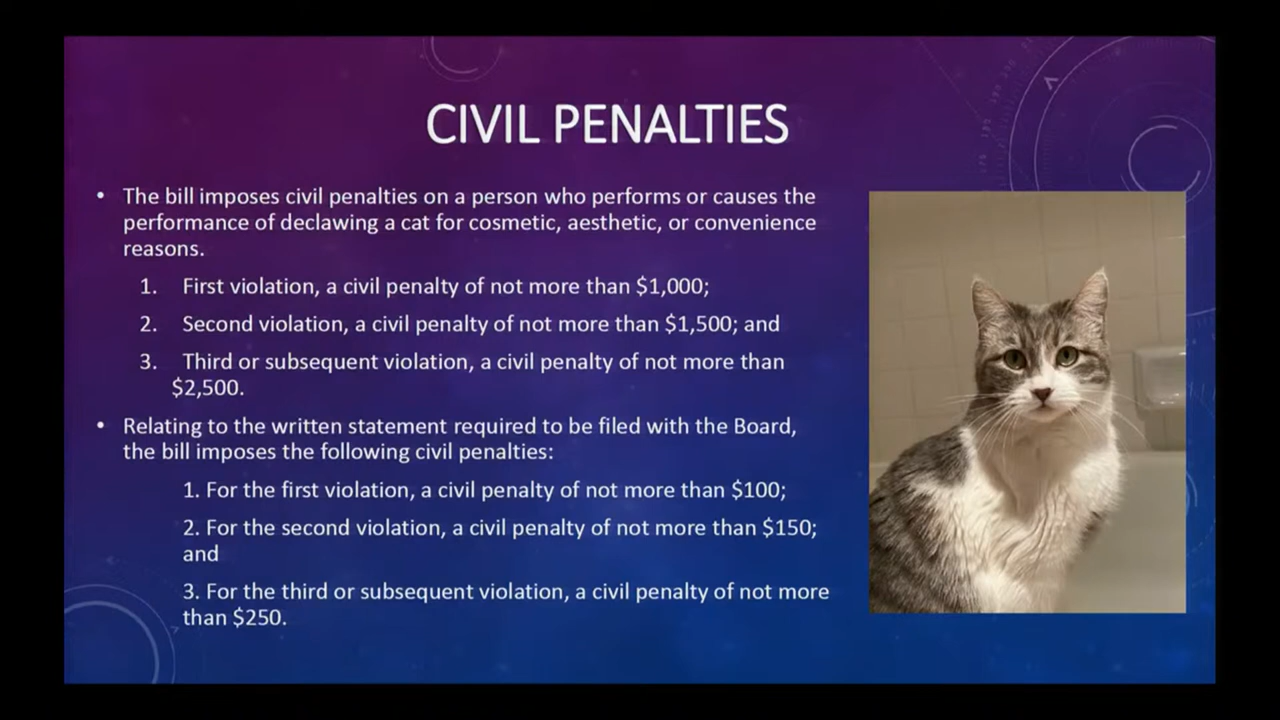 CIVIL PENALTIES
• The bill imposes civil penalties on a person who performs or causes the
performance of declawing a cat for cosmetic, aesthetic, or convenience
reasons.
1. First violation, a civil penalty of not more than $1,000;
2. Second violation, a civil penalty of not more than $1,500; and
3. Third or subsequent violation, a civil penalty of not more than
$2,500.
• Relating to the written statement required to be filed with the Board,
the bill imposes the following civil penalties:
1. For the first violation, a civil penalty of not more than $100;
2. For the second violation, a civil penalty of not more than $150;
and
3. For the third or subsequent violation, a civil penalty of not more
than $250.